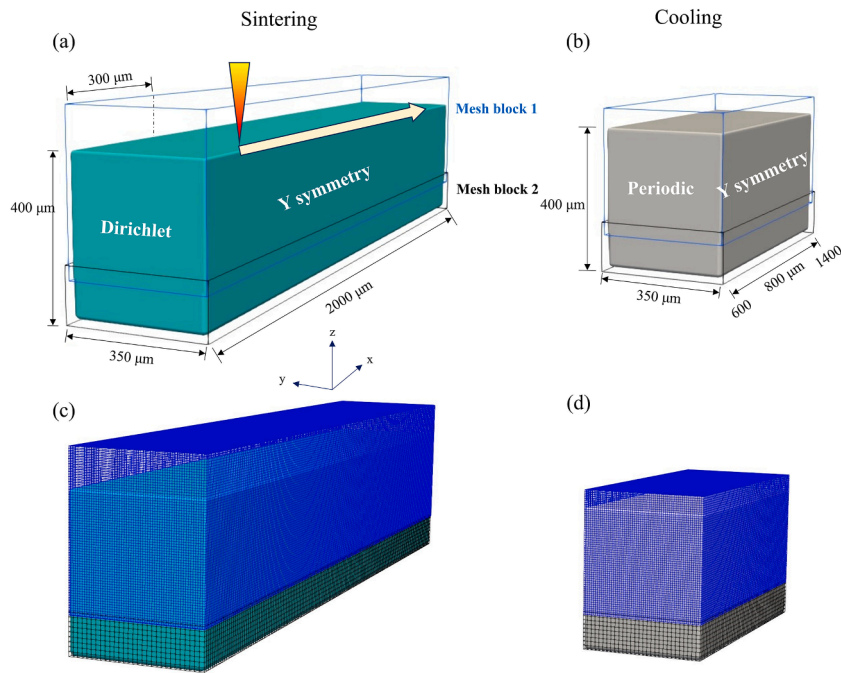 Sintering
Cooling
(a)
(b)
300 μm
Mesh block 1
Y symmetry
Dirichlet
400 μm
Mesh block 2
2000 μm
350 μm
Periodic
Y symmetry
400 μm
350 μm
600
800 μm
1400
z
x
y
(c)
(d)